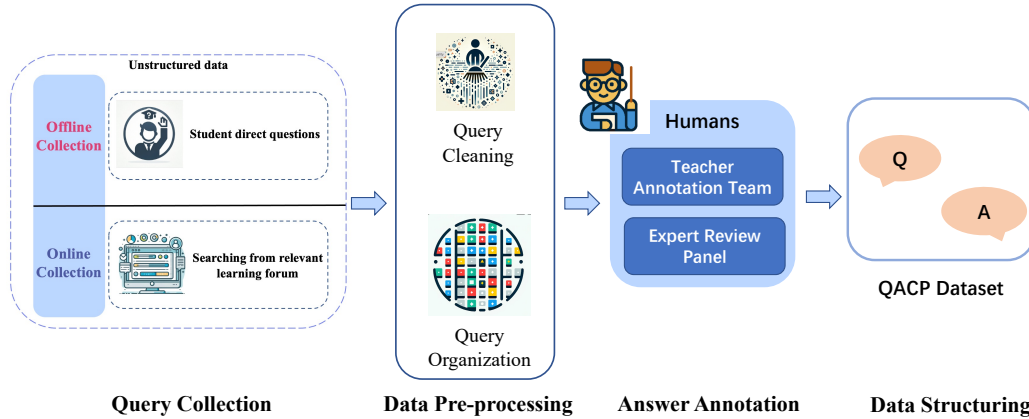 Unstructured data
Offline
Collection
Student direct questions
Online
Collection
Searching from relevant
learning forum
Query Collection
Query
Cleaning
Query
Organization
Data Pre-processing
Humans
Teacher
Annotation Team
Expert Review
Panel
Answer Annotation
Q
A
QACP Dataset
Data Structuring